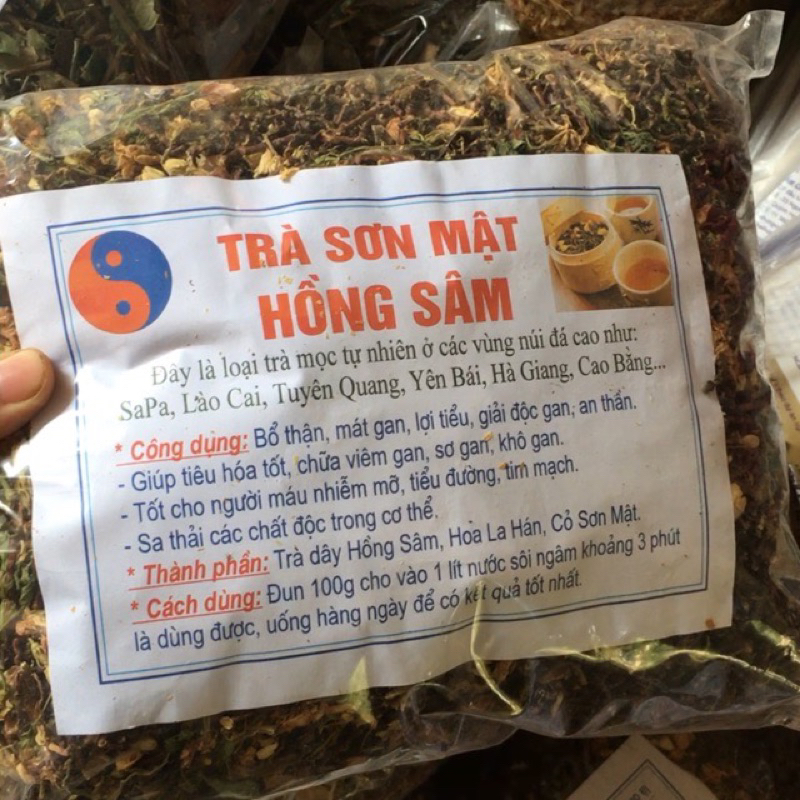 TRÀ SƠN MẬT
HỒNG SÂM
Đây là loại trà mọc tự nhiên ở các vùng núi đá cao như:
SaPa, Lào Cai, Tuyên Quang, Yên Bái, Hà Giang, Cao Bằng...
* Công dụng: Bổ thận, mát gan, lợi tiểu, giải độc gan, an thần.
- Giúp tiêu hóa tốt, chữa viêm gan, sơ gan, khô gan.
- Tốt cho người máu nhiễm mỡ, tiểu đường, tim mạch.
- Sa thải các chất độc trong cơ thể.
* Thành phần: Trà dây Hồng Sâm, Hoa La Hán, Cỏ Sơn Mật.
* Cách dùng: Đun 100g cho vào 1 lít nước sôi ngâm khoảng 3 phút
là dùng được, uống hàng ngày để có kết quả tốt nhất.